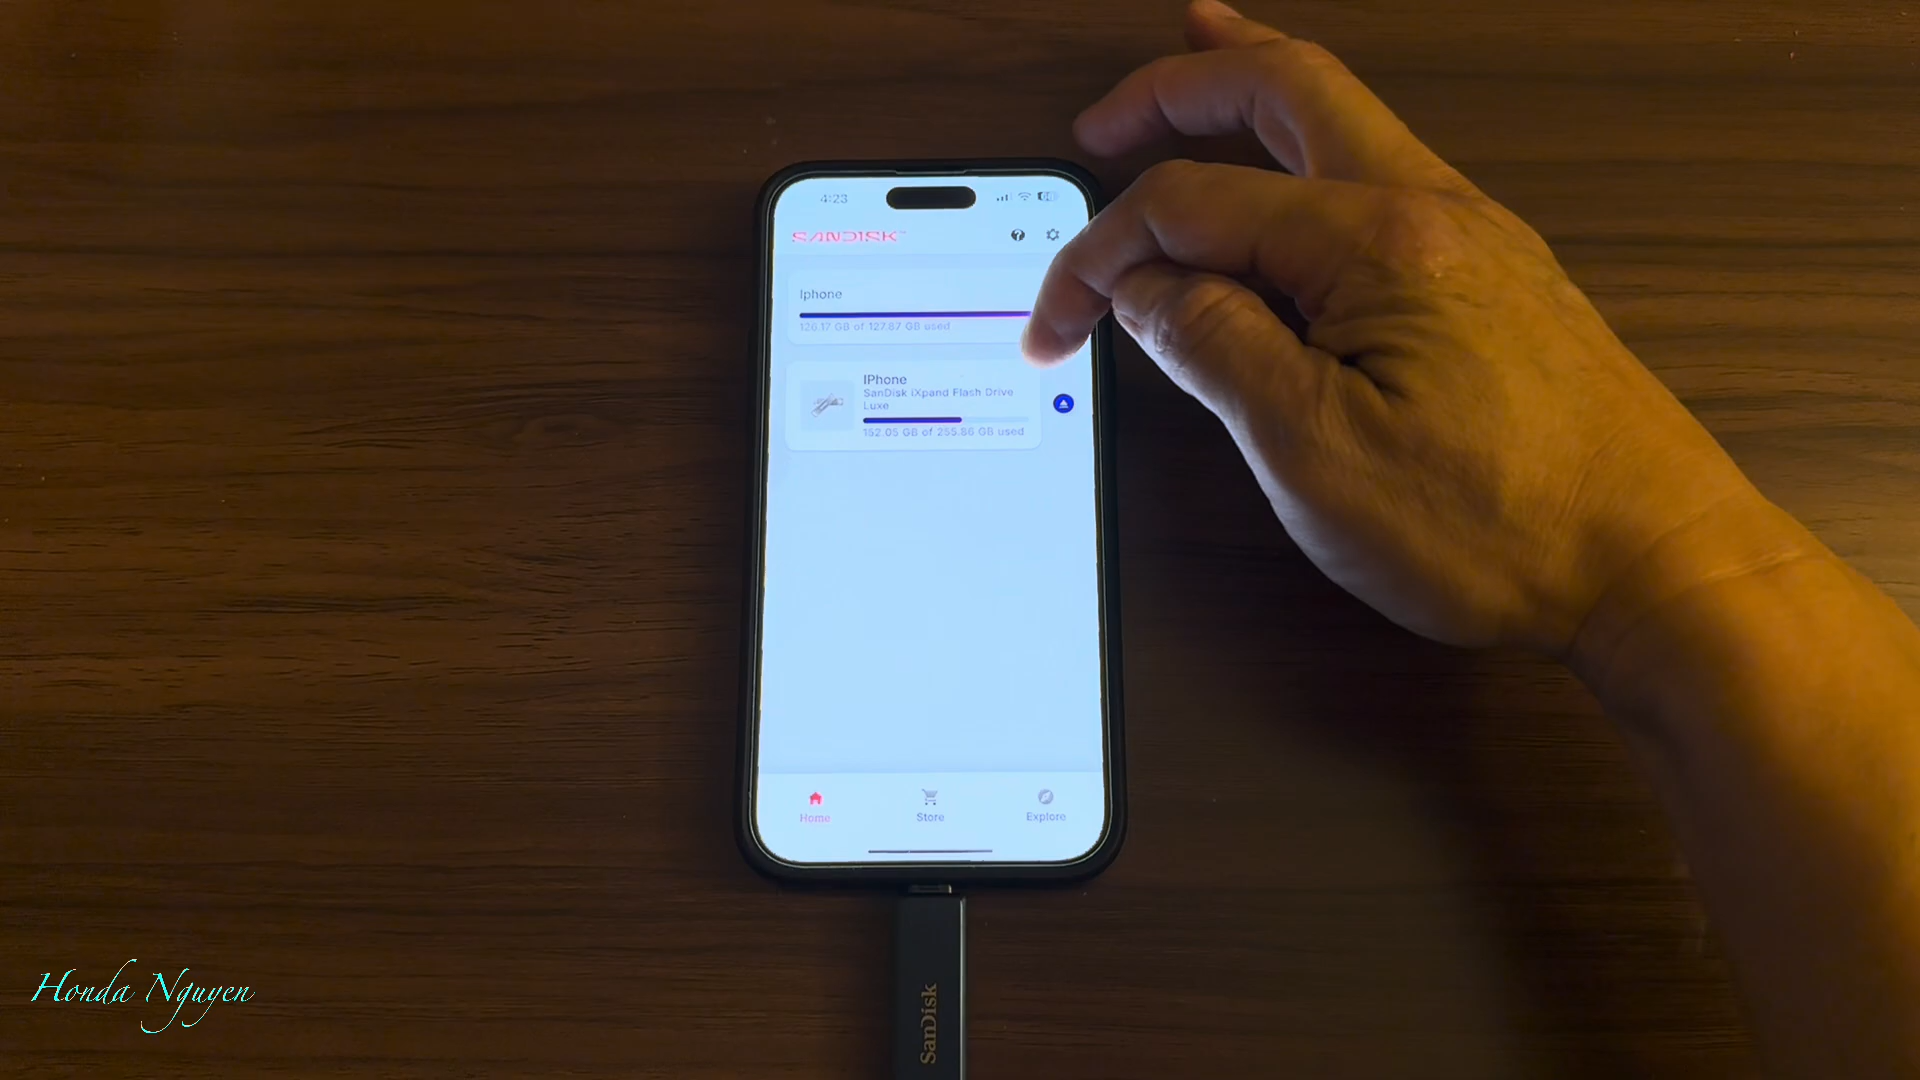 4:23
SANDISK™
Iphone
126.17 GB of 127.87 GB used
IPhone
SanDisk iXpand Flash Drive
Luxe
152.05 GB of 255.86 GB used
Home
Store
Explore
SanDisk
Honda Nguyen